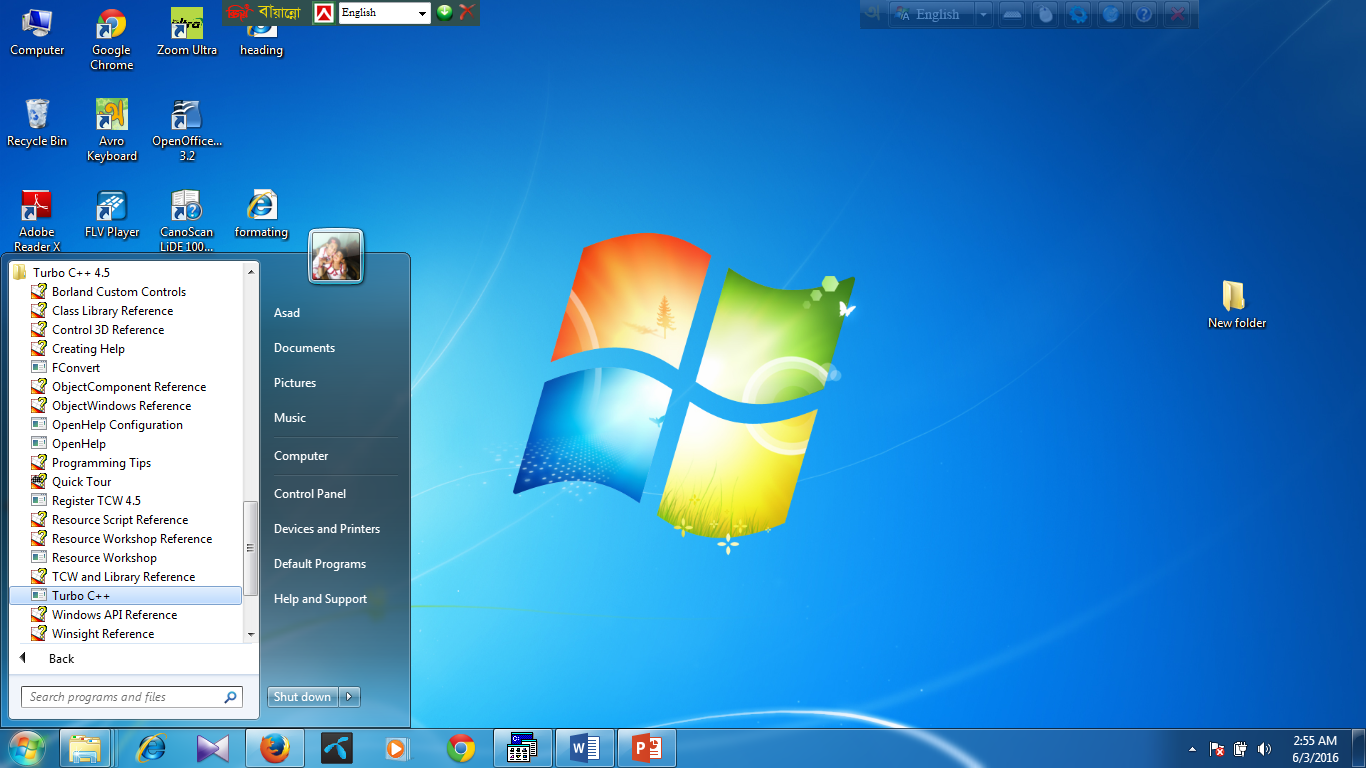 বিজয়
বায়ান্নো
English
অ
English
Computer
Google
Chrome
Zoom Ultra
heading
Recycle Bin
Avro
Keyboard
OpenOffice...
3.2
Adobe
Reader X
FLV Player
CanoScan
LiDE 100...
formating
New folder
Turbo C++ 4.5
Borland Custom Controls
Class Library Reference
Control 3D Reference
Creating Help
FConvert
ObjectComponent Reference
ObjectWindows Reference
OpenHelp Configuration
OpenHelp
Programming Tips
Quick Tour
Register TCW 4.5
Resource Script Reference
Resource Workshop Reference
Resource Workshop
TCW and Library Reference
Turbo C++
Windows API Reference
Winsight Reference
Back
Search programs and files
Asad
Documents
Pictures
Music
Computer
Control Panel
Devices and Printers
Default Programs
Help and Support
Shut down
2:55 AM
6/3/2016